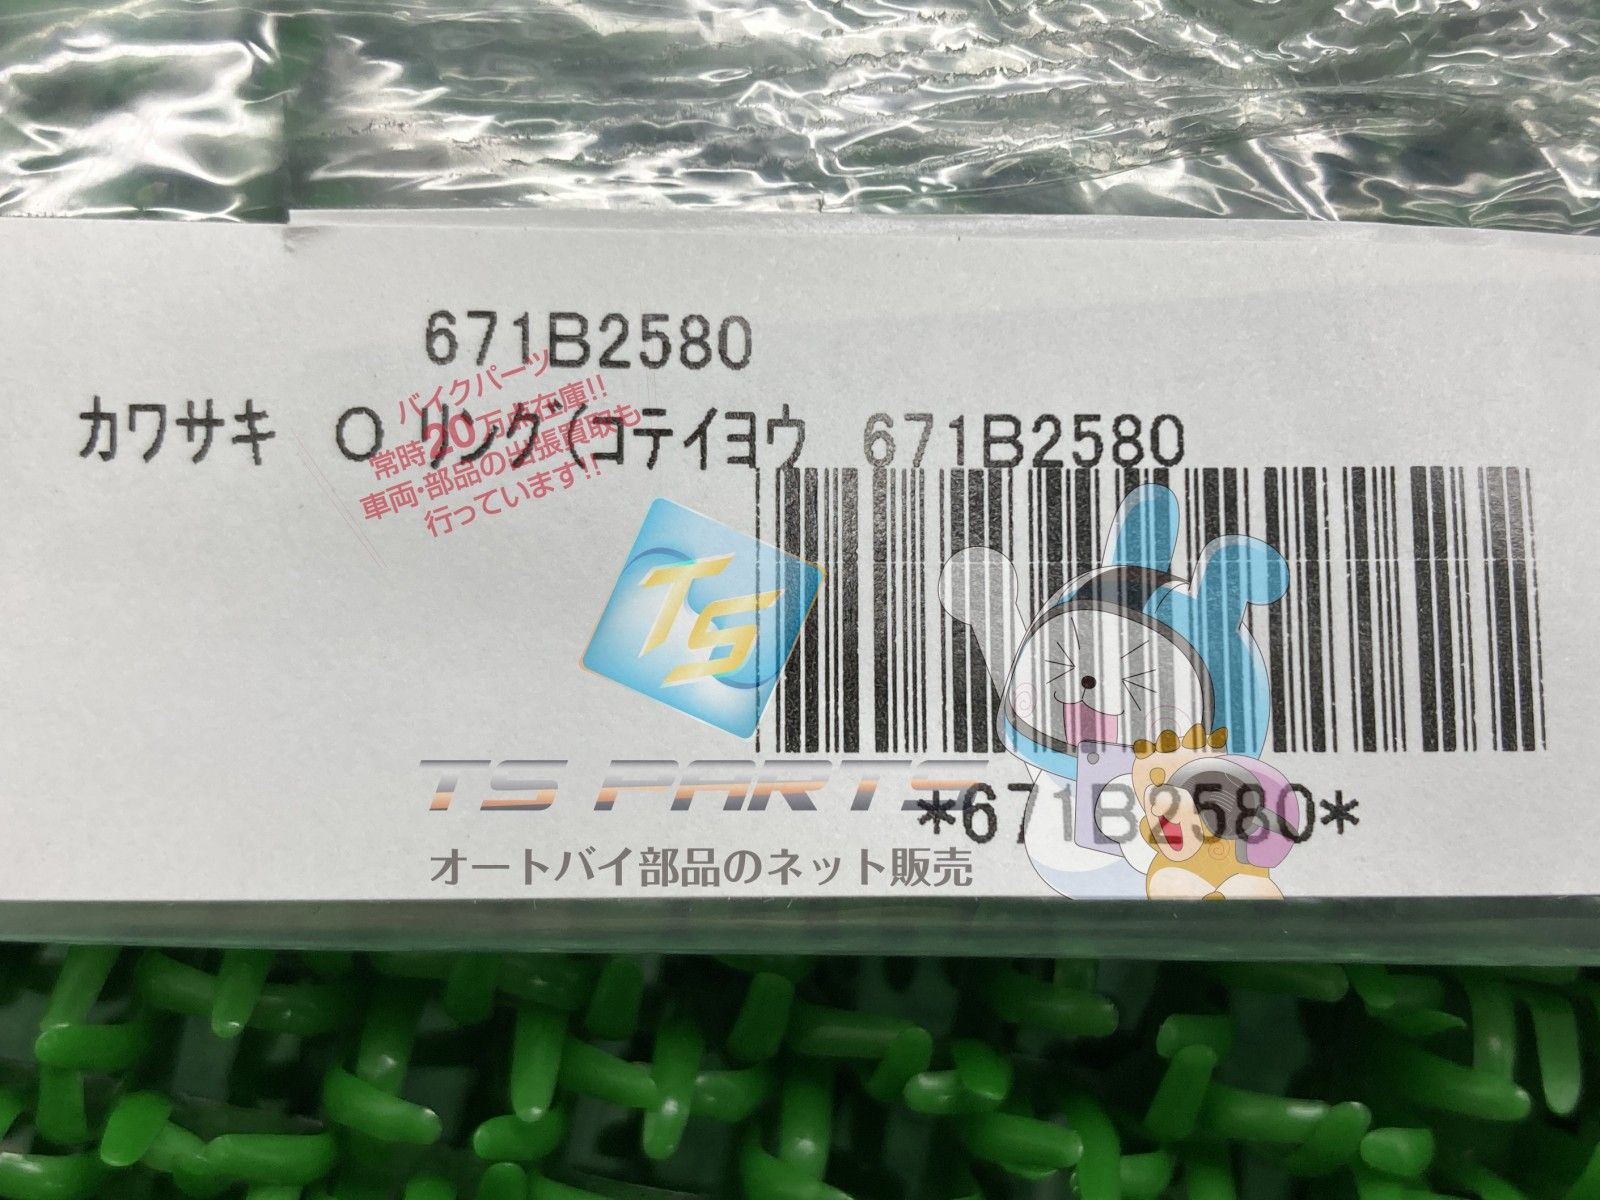 671B2580
カワサキ O リング(コテイヨウ 671B2580
バイクパーツ
常時20万点在庫!!
車両・部品の出張買取も
行っています!!
TS
TS PARTS
*671B2580*
オートバイ部品のネット販売